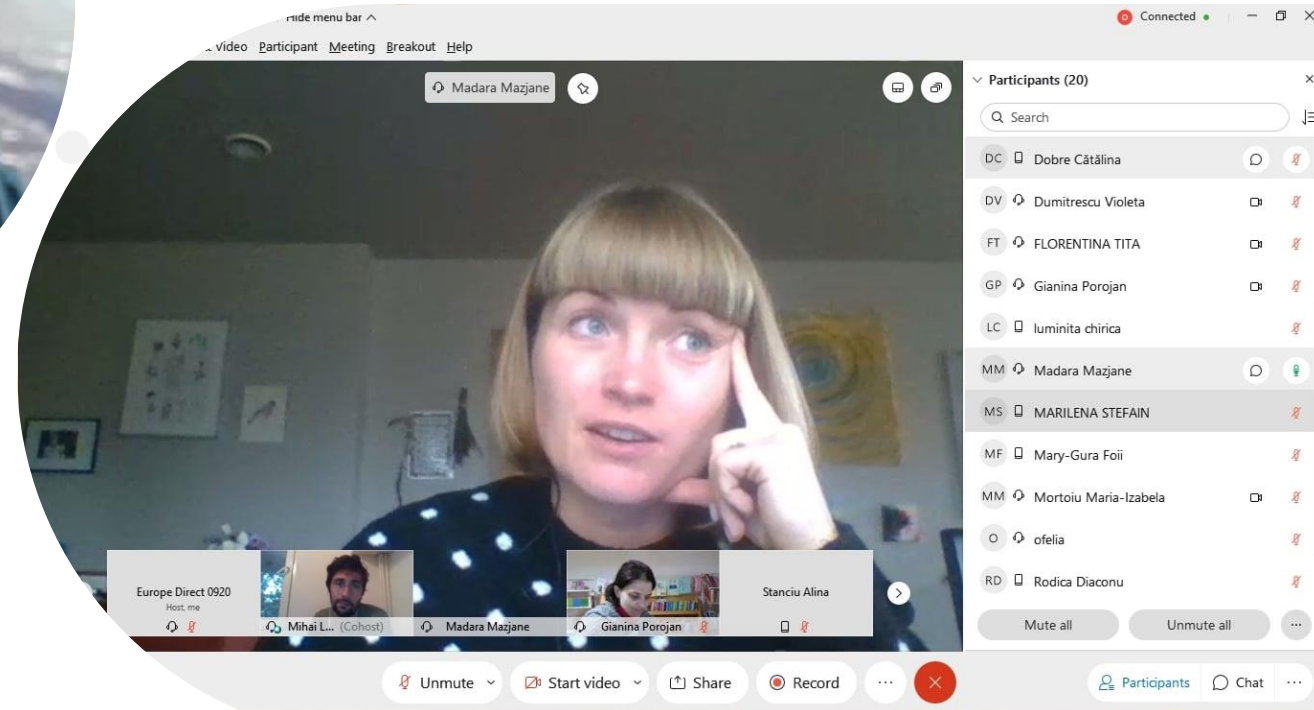 Hide menu bar
Connected
Video Participant Meeting Breakout Help
Madara Mazjane
Participants (20)
Search
DC Dobre Cătălina
DV Dumitrescu Violeta
FT FLORENTINA TITA
GP Gianina Porojan
LC luminita chirica
MM Madara Mazjane
MS MARILENA STEFAIN
MF Mary-Gura Foii
MM Mortoiu Maria-Izabela
O ofelia
RD Rodica Diaconu
Europe Direct 0920
Host, me
Mihai L... (Cohost)
Madara Mazjane
Gianina Porojan
Stanciu Alina
Mute all
Unmute all
...
Unmute
Start video
Share
Record
...
Participants
Chat
...